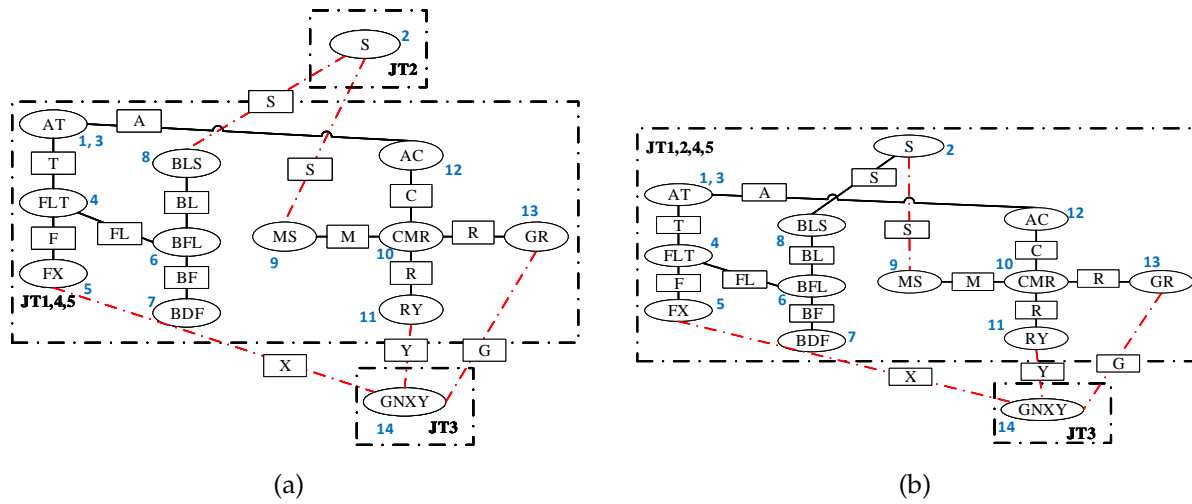 S
2
JT2
S
AT
A
1, 3
8
BLS
AC
12
T
S
C
FLT
4
BL
13
FL
MS
M
CMR
R
GR
F
BFL
9
10
FX
6
R
5
BF
JT1,4,5
7
BDF
11
RY
X
Y
G
GNXY
14
JT3
(a)
JT1,2,4,5
S
2
S
1, 3
AT
A
AC
12
T
BLS
S
8
C
4
FLT
BL
9
10
13
F
FL
BFL
MS
M
CMR
R
GR
FX
5
6
BF
R
7
BDF
11
RY
X
Y
G
GNXY
14
JT3
(b)